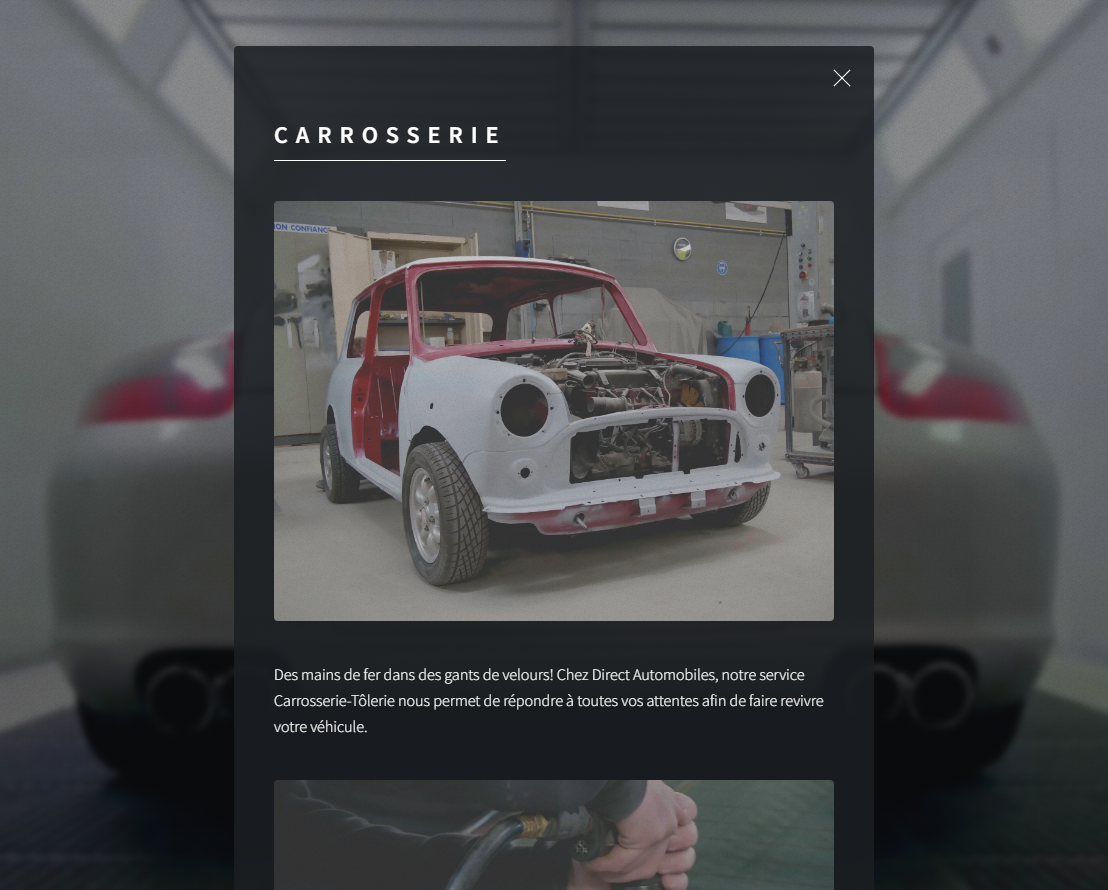 CARROSSERIE
ION CONFIANC
Des mains de fer dans des gants de velours! Chez Direct Automobiles, notre service
Carrosserie-Tôlerie nous permet de répondre à toutes vos attentes afin de faire revivre
votre véhicule.